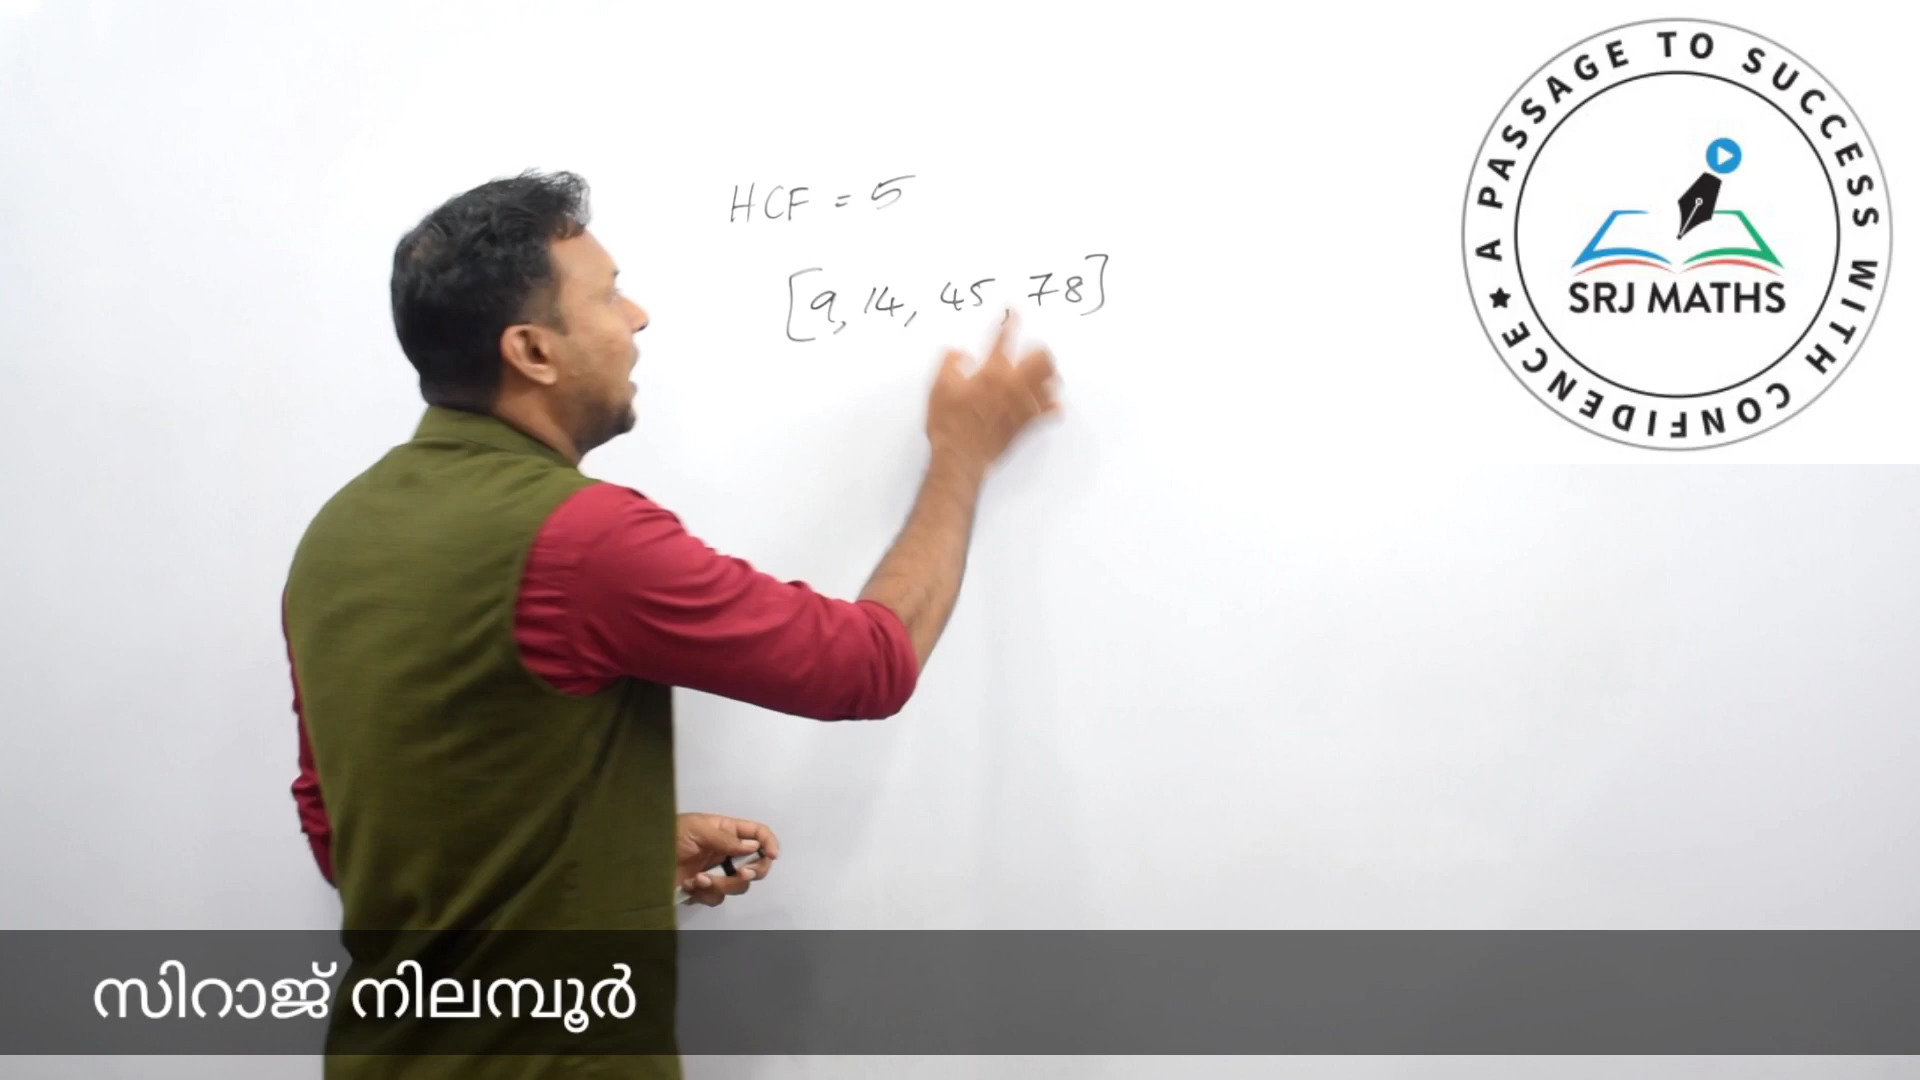 HCF = 5
[9, 14, 45, 78]
A PASSAGE TO SUCCESS WITH CONFIDENCE ★
SRJ MATHS
സിറാജ് നിലമ്പൂർ